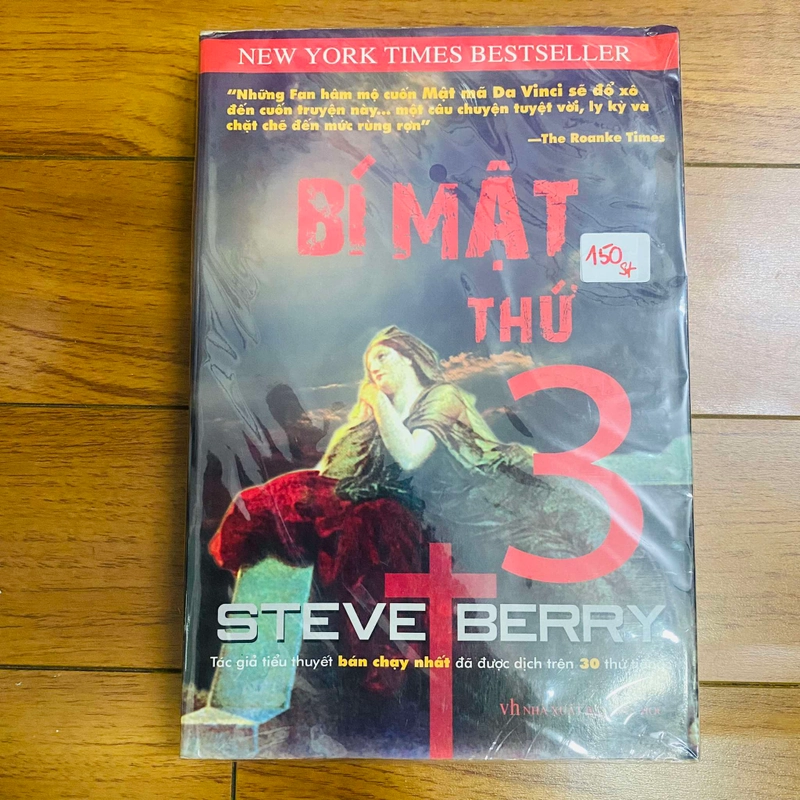 NEW YORK TIMES BESTSELLER
“Những Fan hâm mộ cuốn Mật mã Da Vinci sẽ đổ xô
đến cuốn truyện này... một câu chuyện tuyệt vời, ly kỳ và
chặt chẽ đến mức rùng rợn”
—The Roanke Times
BÍ MẬT
150
THỨ
3
STEVE BERRY
Tác giả tiểu thuyết bán chạy nhất đã được dịch trên 30 thứ
vh NHÀ XUẤT